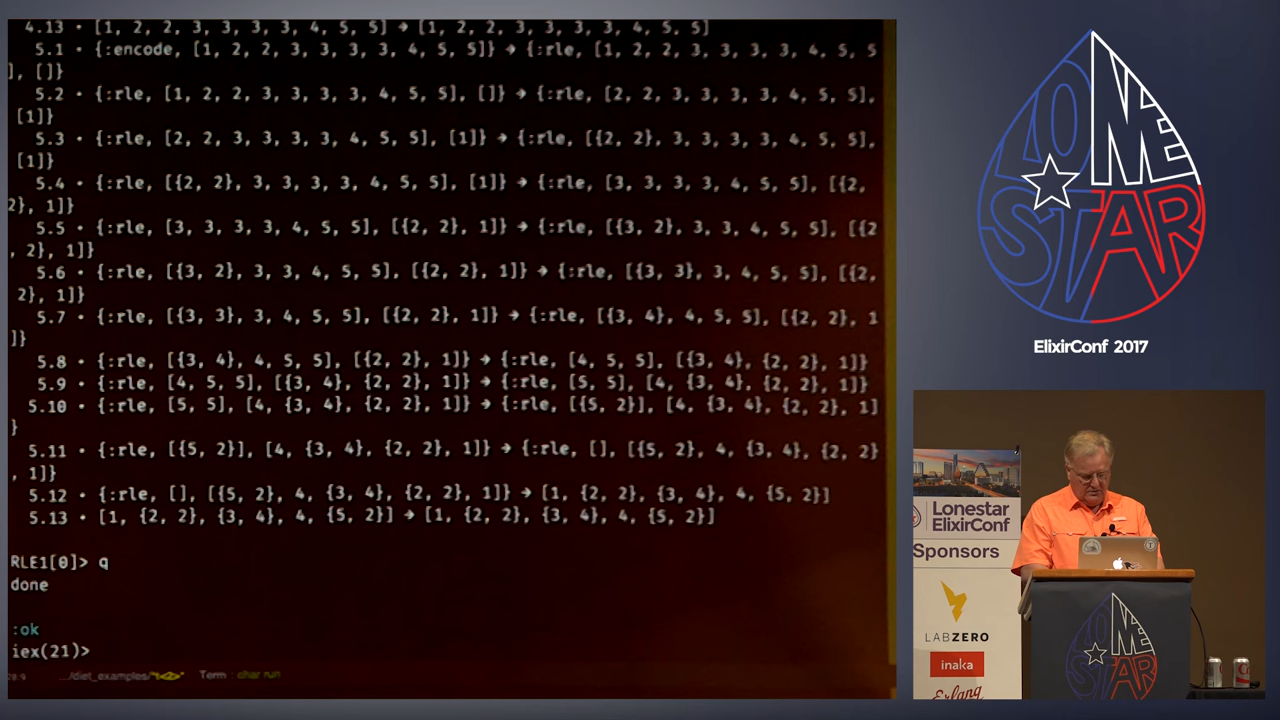 4.13 · [1, 2, 2, 3, 3, 3, 3, 4, 5, 5] → [1, 2, 2, 3, 3, 3, 3, 4, 5, 5]
5.1 · {:encode, [1, 2, 2, 3, 3, 3, 3, 4, 5, 5]} → {:rle, [1, 2, 2, 3, 3, 3, 3, 4, 5, 5
], []}
5.2 · {:rle, [1, 2, 2, 3, 3, 3, 3, 4, 5, 5], []} → {:rle, [2, 2, 3, 3, 3, 3, 4, 5, 5],
[1]}
5.3 · {:rle, [2, 2, 3, 3, 3, 3, 4, 5, 5], [1]} → {:rle, [{2, 2}, 3, 3, 3, 3, 4, 5, 5],
[1]}
5.4 · {:rle, [{2, 2}, 3, 3, 3, 3, 4, 5, 5], [1]} → {:rle, [3, 3, 3, 3, 4, 5, 5], [{2,
2}, 1]}
5.5 · {:rle, [3, 3, 3, 3, 4, 5, 5], [{2, 2}, 1]} → {:rle, [{3, 2}, 3, 3, 4, 5, 5], [{2
, 2}, 1]}
5.6 · {:rle, [{3, 2}, 3, 3, 4, 5, 5], [{2, 2}, 1]} → {:rle, [{3, 3}, 3, 4, 5, 5], [{2,
2}, 1]}
5.7 · {:rle, [{3, 3}, 3, 4, 5, 5], [{2, 2}, 1]} → {:rle, [{3, 4}, 4, 5, 5], [{2, 2}, 1
]}
5.8 · {:rle, [{3, 4}, 4, 5, 5], [{2, 2}, 1]} → {:rle, [4, 5, 5], [{3, 4}, {2, 2}, 1]}
5.9 · {:rle, [4, 5, 5], [{3, 4}, {2, 2}, 1]} → {:rle, [5, 5], [4, {3, 4}, {2, 2}, 1]}
5.10 · {:rle, [5, 5], [4, {3, 4}, {2, 2}, 1]} → {:rle, [{5, 2}], [4, {3, 4}, {2, 2}, 1]
}
5.11 · {:rle, [{5, 2}], [4, {3, 4}, {2, 2}, 1]} → {:rle, [], [{5, 2}, 4, {3, 4}, {2, 2}
, 1]}
5.12 · {:rle, [], [{5, 2}, 4, {3, 4}, {2, 2}, 1]} → [1, {2, 2}, {3, 4}, 4, {5, 2}]
5.13 · [1, {2, 2}, {3, 4}, 4, {5, 2}] → [1, {2, 2}, {3, 4}, 4, {5, 2}]
RLE1[0]> q
done
:ok
iex(21)>
.../diet_examples/"t<2>" Term : char run
LONE
STAR
ElixirConf 2017
Lonestar
ElixirConf
Sponsors
LABZERO
inaka
Erlang
LONE
STAR